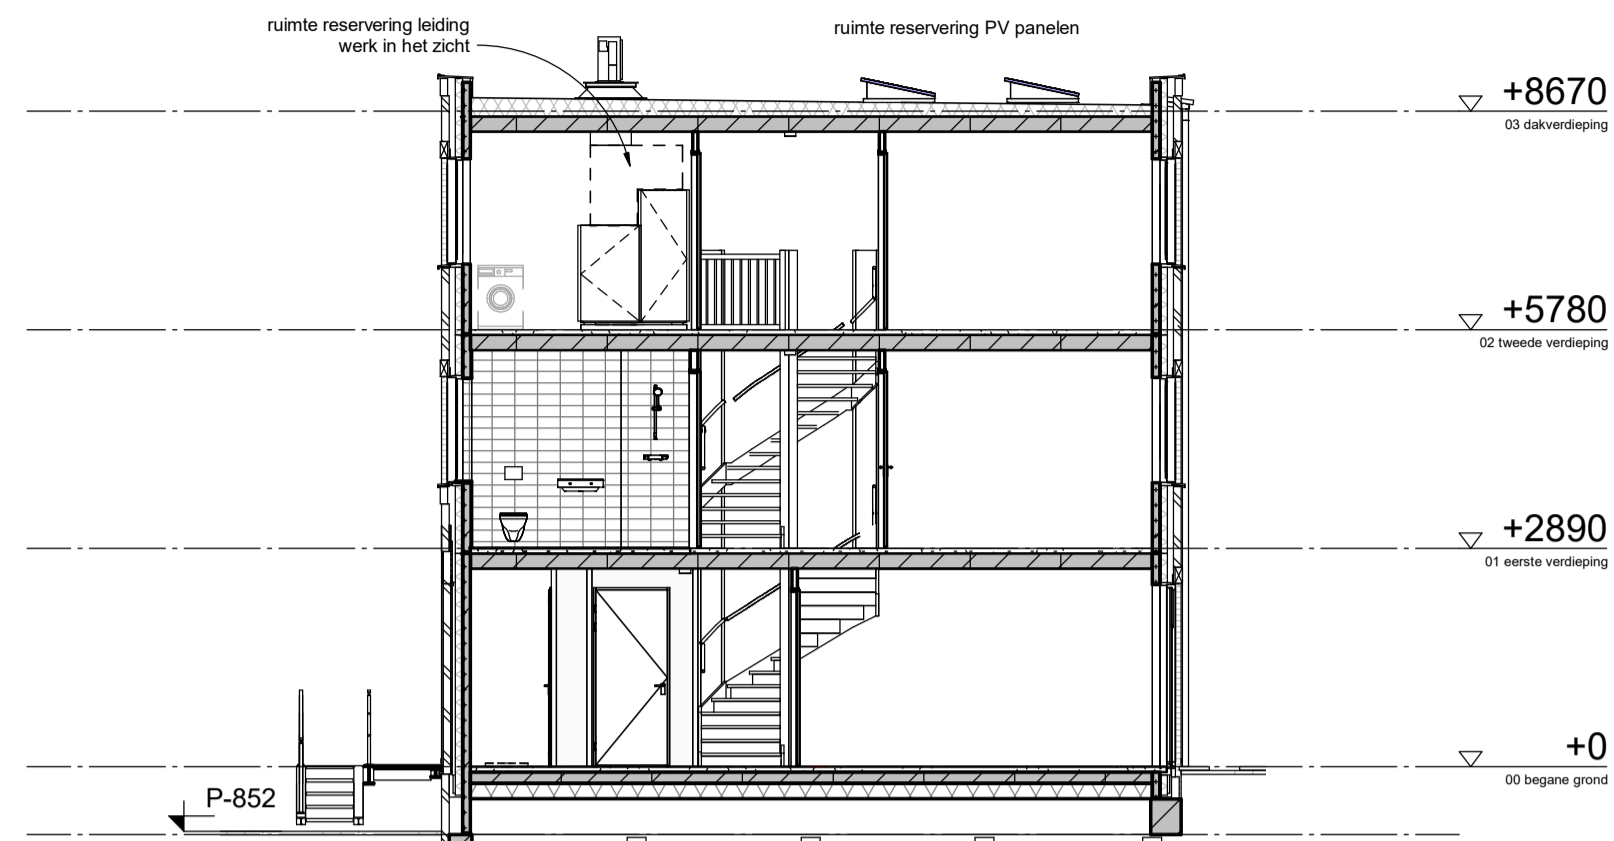 ruimte reservering leiding
werk in het zicht
ruimte reservering PV panelen
+8670
03 dakverdieping
+5780
02 tweede verdieping
+2890
01 eerste verdieping
+0
00 begane grond
P-852